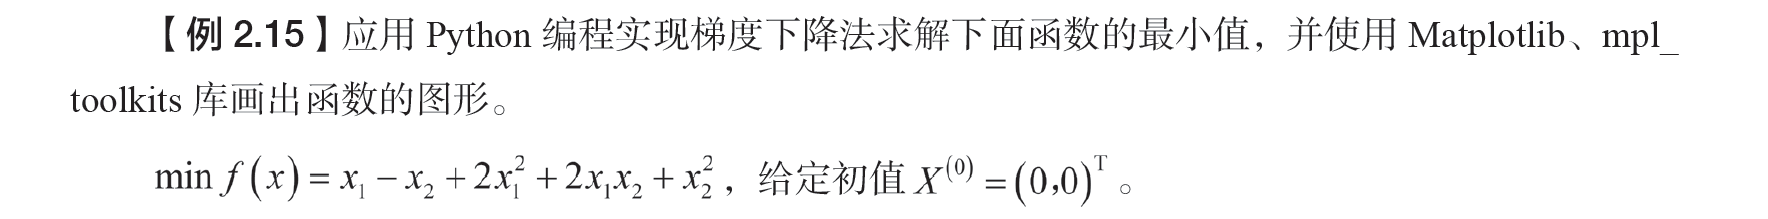 【例 2.15】应用 Python 编程实现梯度下降法求解下面函数的最小值，并使用 Matplotlib、mpl_
toolkits 库画出函数的图形。
min f(x) = x₁ − x₂ + 2x₁² + 2x₁x₂ + x₂²，给定初值 X⁽⁰⁾ = (0,0)ᵀ。